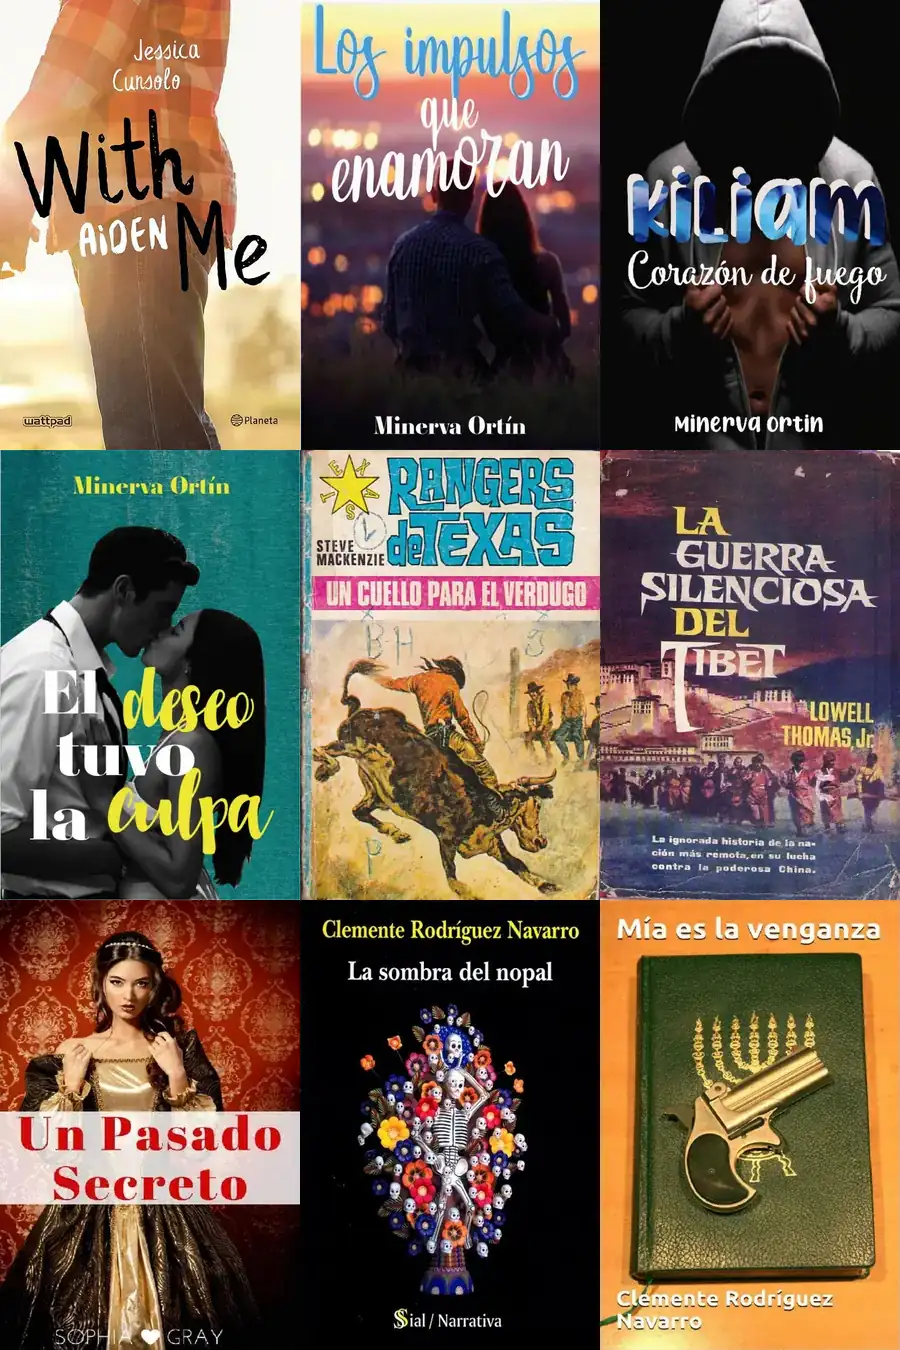 Jessica
Cursolo
With
AiDEN
Me
wattpad
Planeta
Los impulsos
que
enamoran
Minerva Ortín
KiLiam
Corazón de fuego
Minerva Ortin
Minerva Ortín
El deseo
tuvo
la culpa
TEXAS
RANGERS
de TEXAS
STEVE
MACKENZIE
UN CUELLO PARA EL VERDUGO
B-H
P
LA
GUERRA
SILENCIOSA
DEL
TIBET
LOWELL
THOMAS, Jr.
La ignorada historia de la na-
ción más remota, en su lucha
contra la poderosa China.
Un Pasado
Secreto
SOPHIA GRAY
Clemente Rodríguez Navarro
La sombra del nopal
Sial / Narrativa
Mía es la venganza
Clemente Rodríguez
Navarro